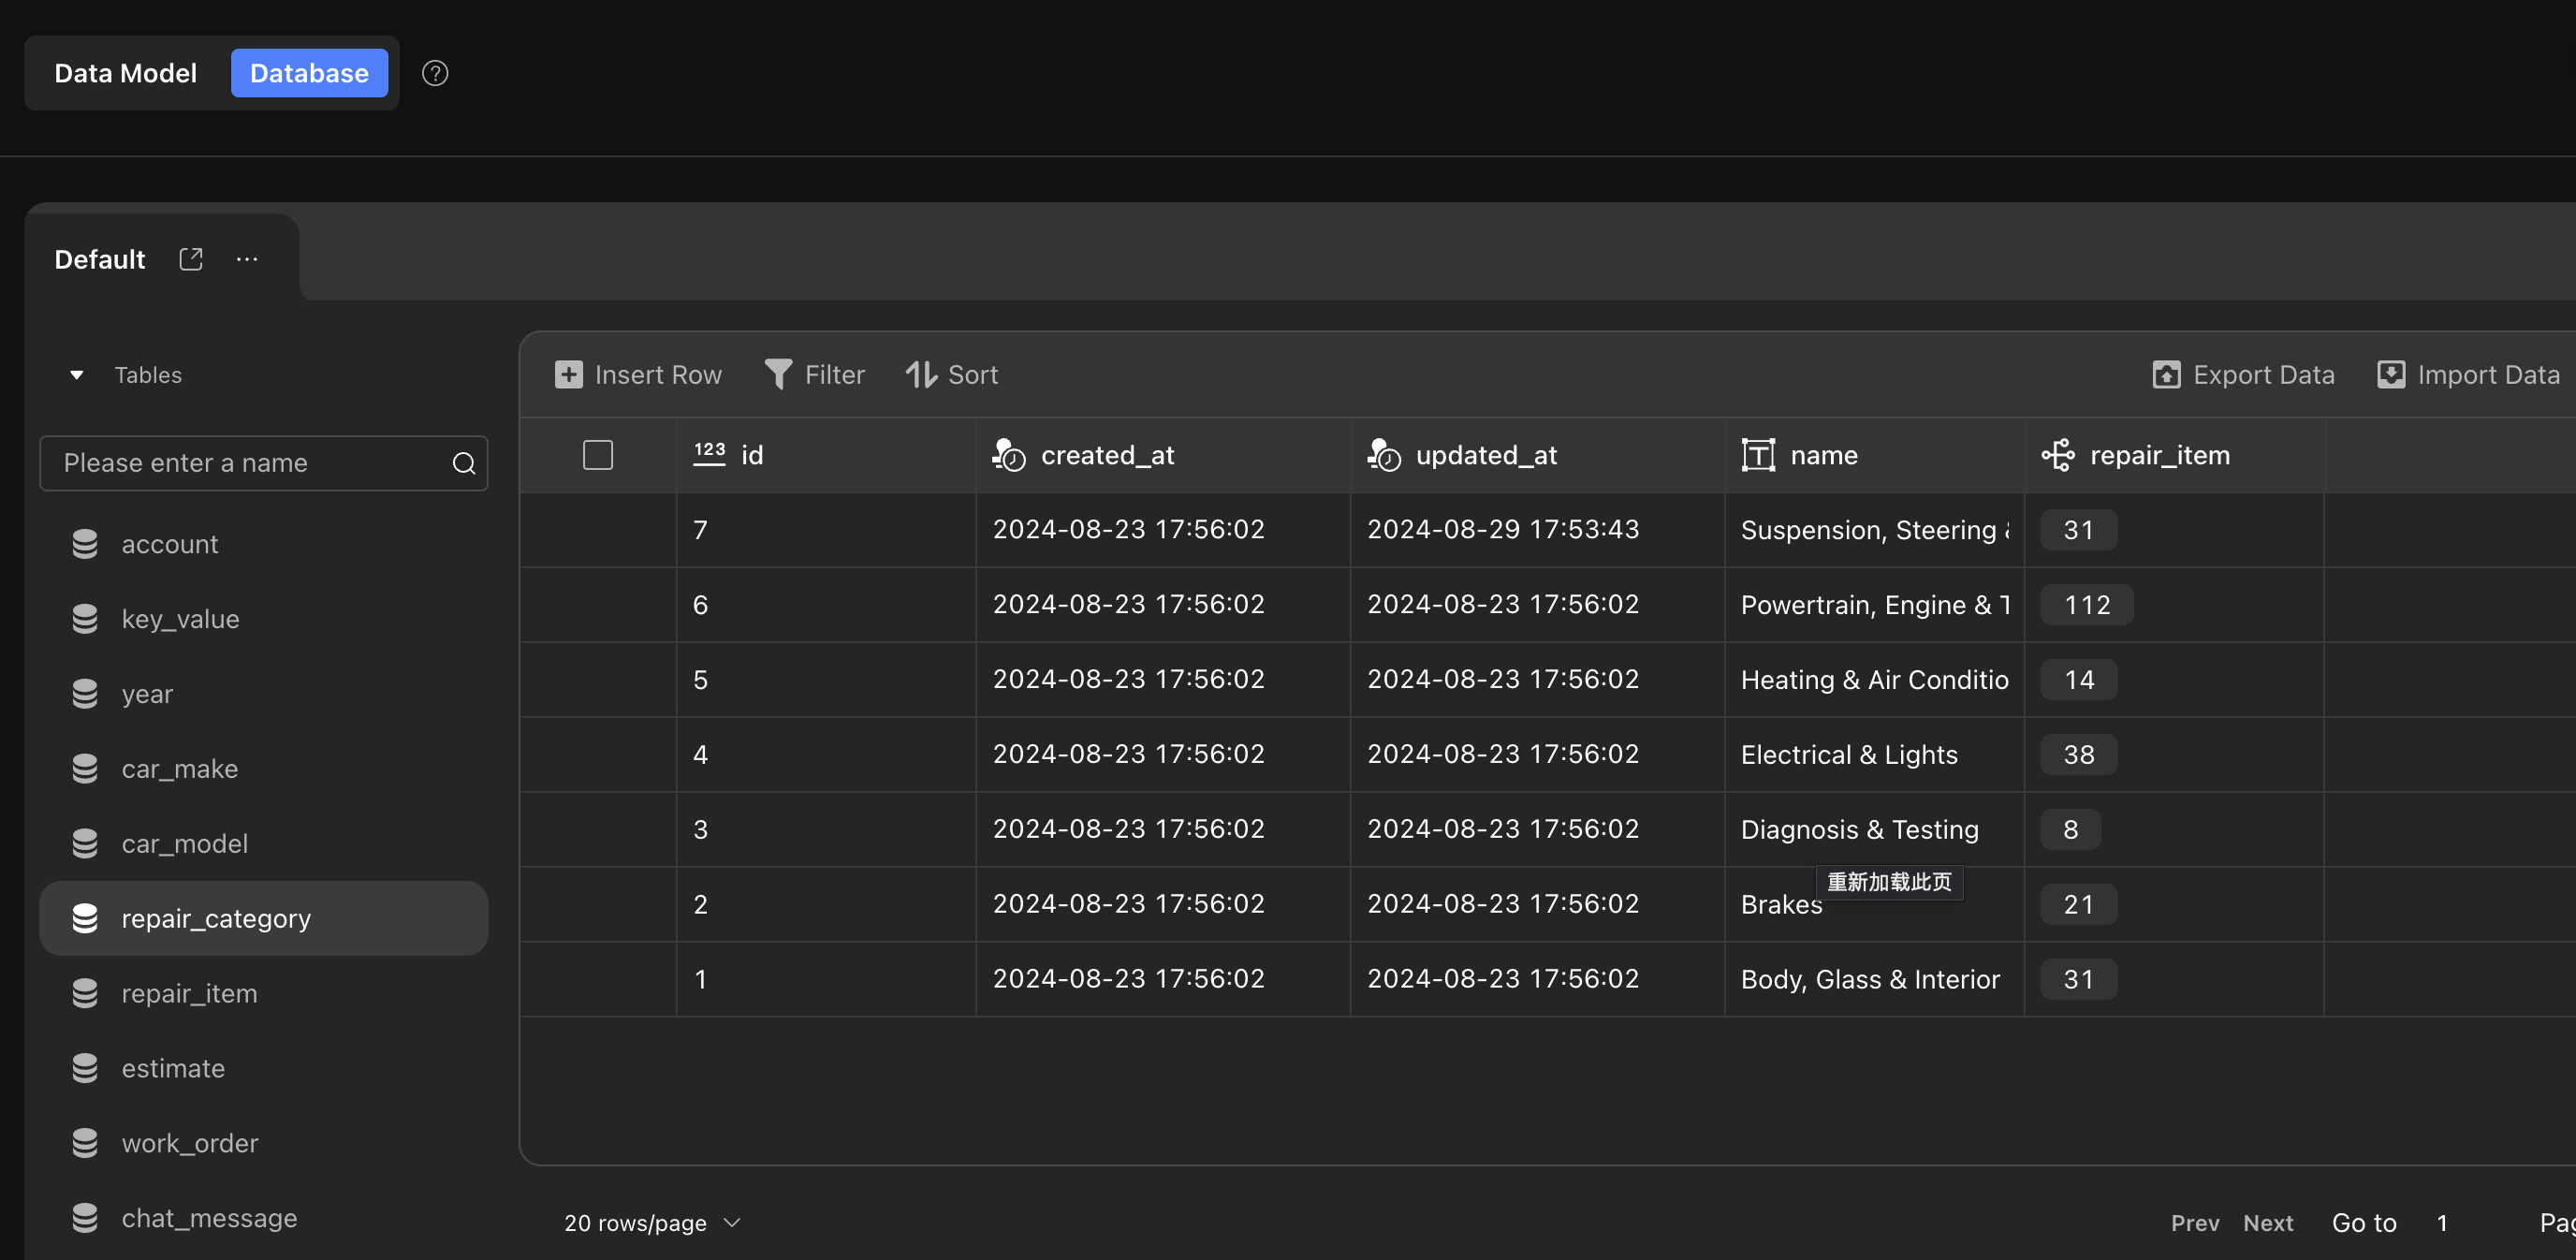 Data Model Database ?
Default ...
Tables
Please enter a name
account
key_value
year
car_make
car_model
repair_category
repair_item
estimate
work_order
chat_message
Insert Row Filter Sort Export Data Import Data
123 id created_at updated_at T name repair_item
7 2024-08-23 17:56:02 2024-08-29 17:53:43 Suspension, Steering 31
6 2024-08-23 17:56:02 2024-08-23 17:56:02 Powertrain, Engine & T 112
5 2024-08-23 17:56:02 2024-08-23 17:56:02 Heating & Air Conditio 14
4 2024-08-23 17:56:02 2024-08-23 17:56:02 Electrical & Lights 38
3 2024-08-23 17:56:02 2024-08-23 17:56:02 Diagnosis & Testing 8
重新加载此页
2 2024-08-23 17:56:02 2024-08-23 17:56:02 Brakes 21
1 2024-08-23 17:56:02 2024-08-23 17:56:02 Body, Glass & Interior 31
20 rows/page Prev Next Go to 1